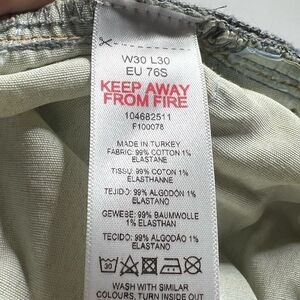 W30 L30
EU 76S
KEEP AWAY
FROM FIRE
104682511
F100078
MADE IN TURKEY
FABRIC: 99% COTTON 1%
ELASTANE
TISSU: 99% COTON 1%
ELASTHANNE
TEJIDO: 99% ALGODÓN 1%
ELASTANO
GEWEBE: 99% BAUMWOLLE
1% ELASTHAN
TECIDO: 99% ALGODÃO 1%
ELASTANO
30
WASH WITH SIMILAR
COLOURS, TURN INSIDE OUT